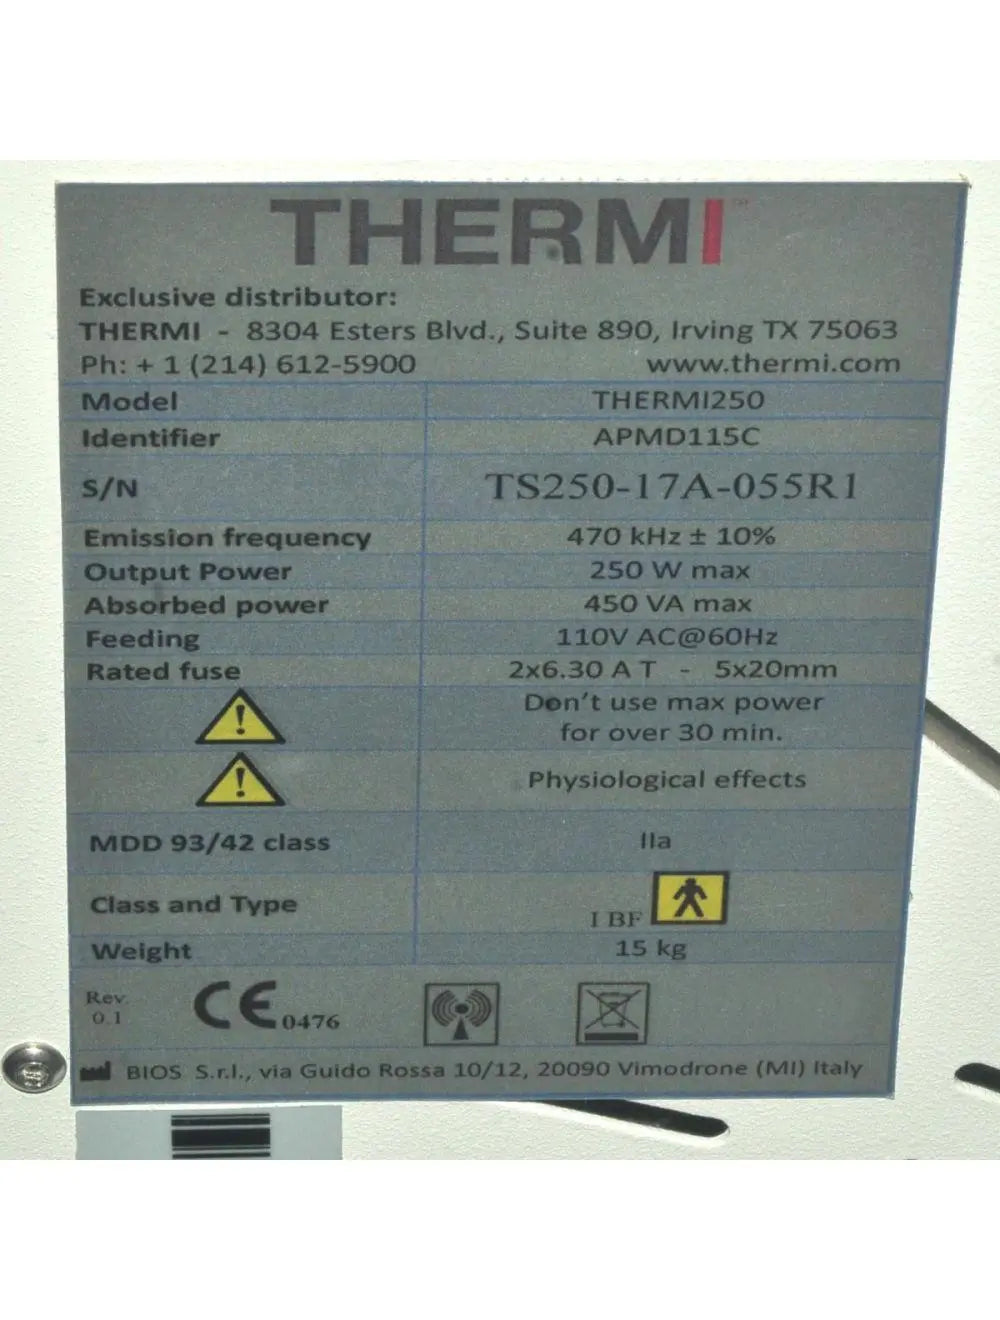 THERMI™
Exclusive distributor:
THERMI - 8304 Esters Blvd., Suite 890, Irving TX 75063
Ph: + 1 (214) 612-5900 www.thermi.com
Model THERMI250
Identifier APMD115C
S/N TS250-17A-055R1
Emission frequency 470 kHz ± 10%
Output Power 250 W max
Absorbed power 450 VA max
Feeding 110V AC@60Hz
Rated fuse 2x6.30 A T - 5x20mm
Don't use max power
for over 30 min.
Physiological effects
MDD 93/42 class IIa
Class and Type I BF
Weight 15 kg
Rev.
0.1
CE 0476
BIOS S.r.l., via Guido Rossa 10/12, 20090 Vimodrone (MI) Italy